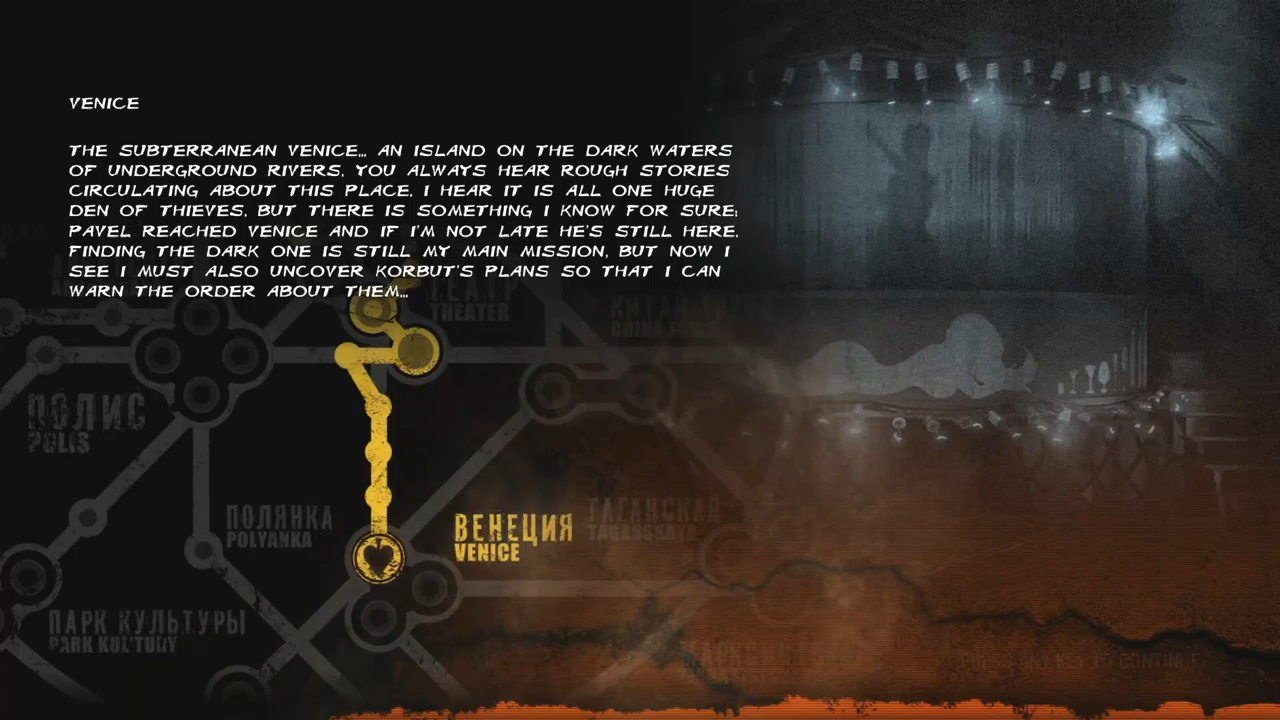 VENICE
THE SUBTERRANEAN VENICE... AN ISLAND ON THE DARK WATERS
OF UNDERGROUND RIVERS. YOU ALWAYS HEAR ROUGH STORIES
CIRCULATING ABOUT THIS PLACE. I HEAR IT IS ALL ONE HUGE
DEN OF THIEVES. BUT THERE IS SOMETHING I KNOW FOR SURE:
PAVEL REACHED VENICE AND IF I'M NOT LATE HE'S STILL HERE.
FINDING THE DARK ONE IS STILL MY MAIN MISSION, BUT NOW I
SEE I MUST ALSO UNCOVER KORBUT'S PLANS SO THAT I CAN
WARN THE ORDER ABOUT THEM...
ТЕАТР
THEATER
КИТАЙ-
CHINA TOWN
ПОЛИС
POLIS
ПОЛЯНКА
POLYANKA
ВЕНЕЦИЯ
VENICE
ТАГАНСКАЯ
TAGANSKAYA
ПАРК КУЛЬТУРЫ
PARK KUL'TURY
PRESS ANY KEY TO CONTINUE